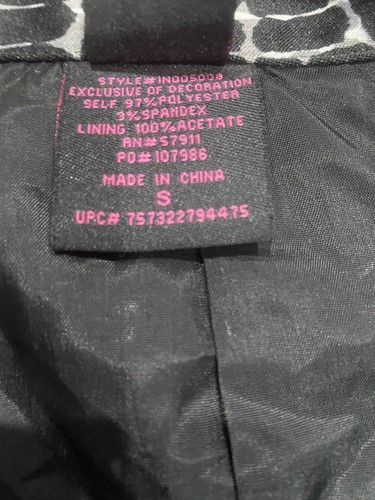 STYLE# IN005009
EXCLUSIVE OF DECORATION
SELF 97% POLYESTER
3% SPANDEX
LINING 100% ACETATE
RN# 57911
PO# 107986
MADE IN CHINA
S
UPC# 757322794475